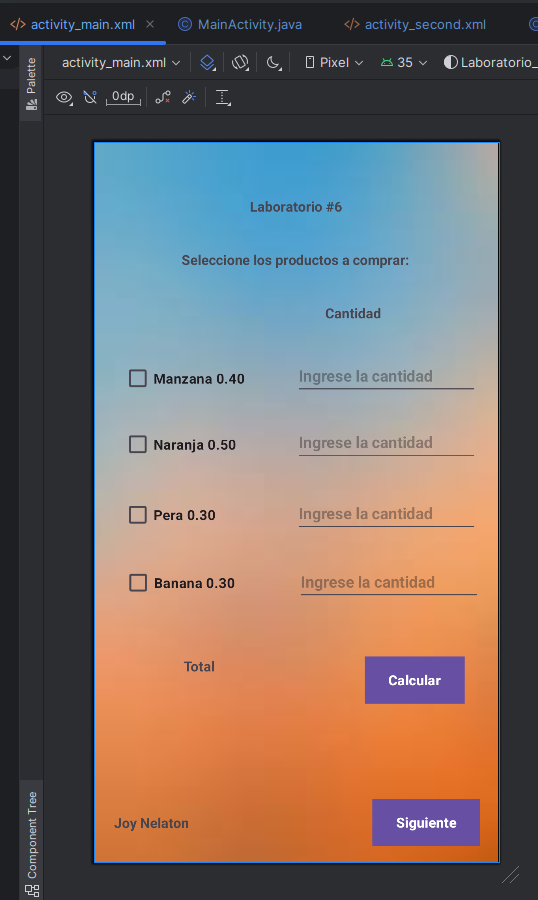 activity_main.xml
MainActivity.java
activity_second.xml
Palette
activity_main.xml
Pixel
35
Laboratorio_
0dp
Laboratorio #6
Seleccione los productos a comprar:
Cantidad
Manzana 0.40
Ingrese la cantidad
Naranja 0.50
Ingrese la cantidad
Pera 0.30
Ingrese la cantidad
Banana 0.30
Ingrese la cantidad
Total
Calcular
Component Tree
Joy Nelaton
Siguiente